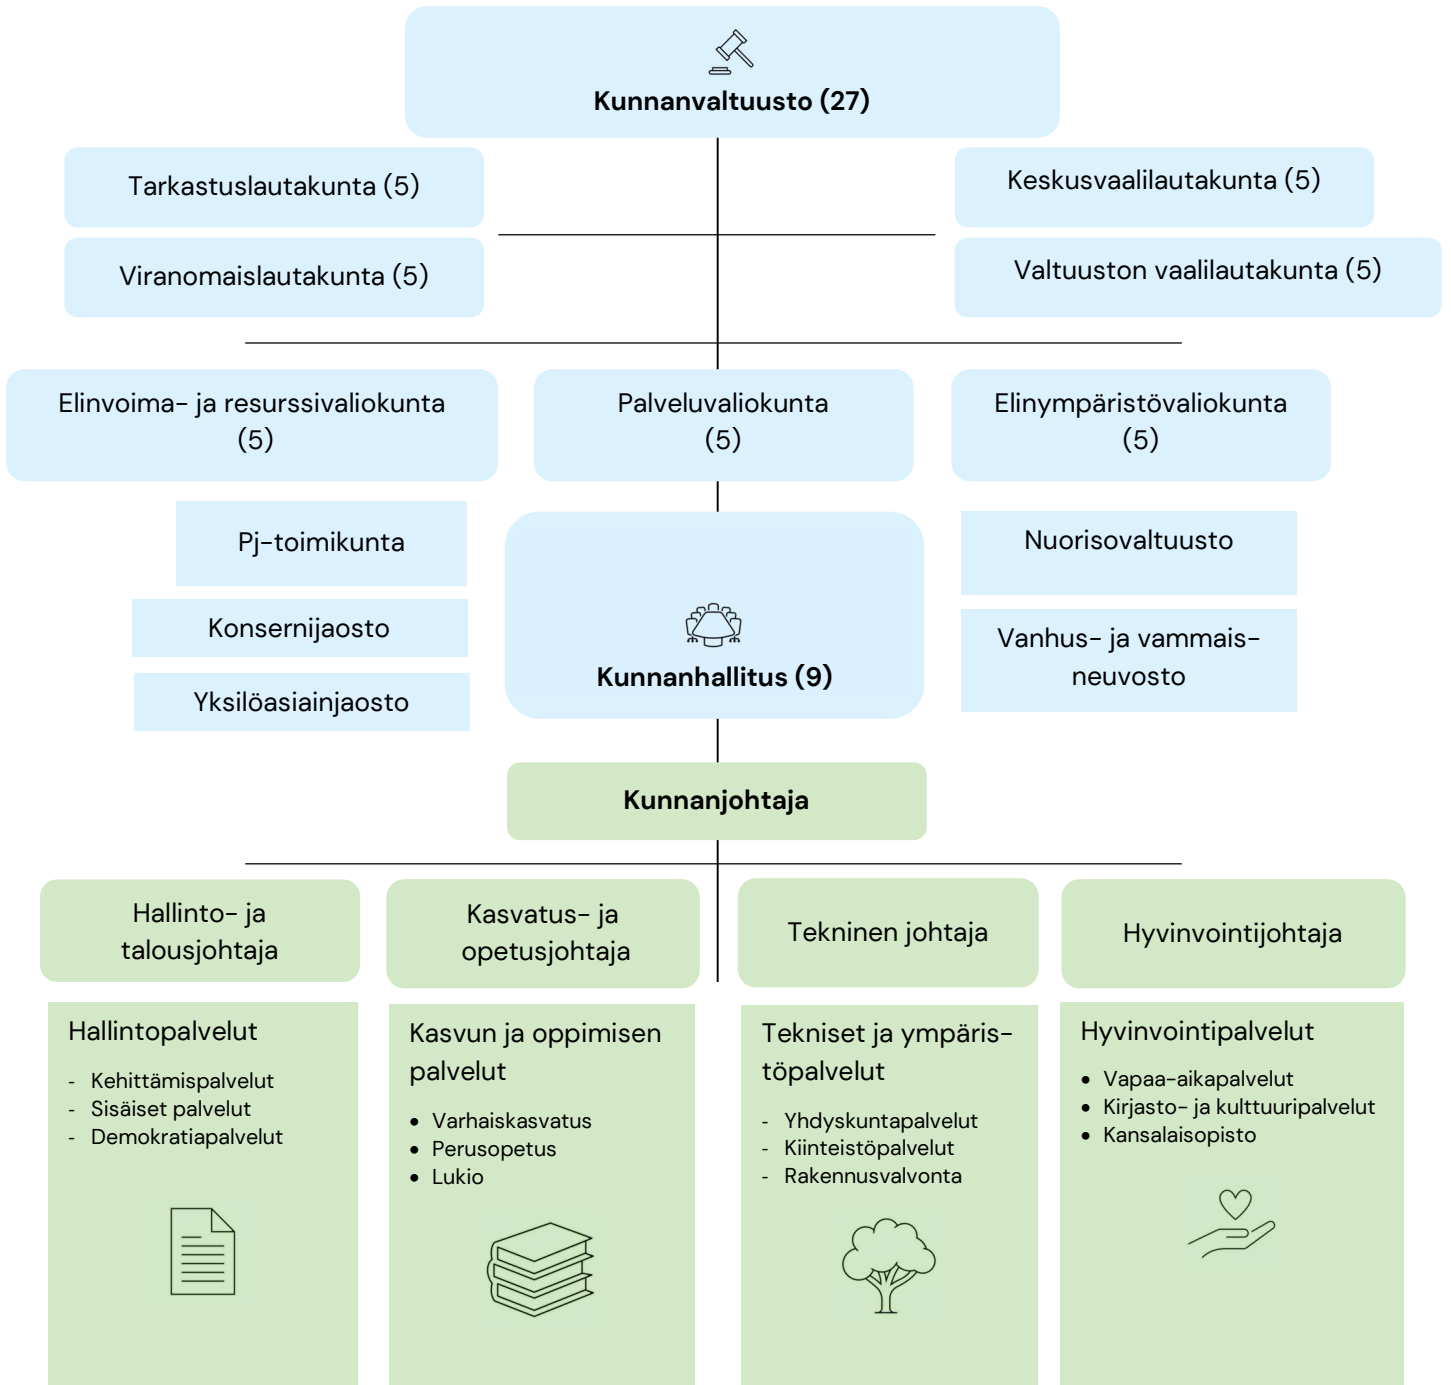 Kunnanvaltuusto (27)
Tarkastuslautakunta (5)
Keskusvaalilautakunta (5)
Viranomaislautakunta (5)
Valtuuston vaalilautakunta (5)
Elinvoima- ja resurssivaliokunta
(5)
Palveluvaliokunta
(5)
Elinympäristövaliokunta
(5)
Pj-toimikunta
Konsernijaosto
Yksilöasiainjaosto
Kunnanhallitus (9)
Nuorisovaltuusto
Vanhus- ja vammais-
neuvosto
Kunnanjohtaja
Hallinto- ja
talousjohtaja
Kasvatus- ja
opetusjohtaja
Tekninen johtaja
Hyvinvointijohtaja
Hallintopalvelut
- Kehittämispalvelut
- Sisäiset palvelut
- Demokratiapalvelut
Kasvun ja oppimisen
palvelut
• Varhaiskasvatus
• Perusopetus
• Lukio
Tekniset ja ympäris-
töpalvelut
- Yhdyskuntapalvelut
- Kiinteistöpalvelut
- Rakennusvalvonta
Hyvinvointipalvelut
• Vapaa-aikapalvelut
• Kirjasto- ja kulttuuripalvelut
• Kansalaisopisto